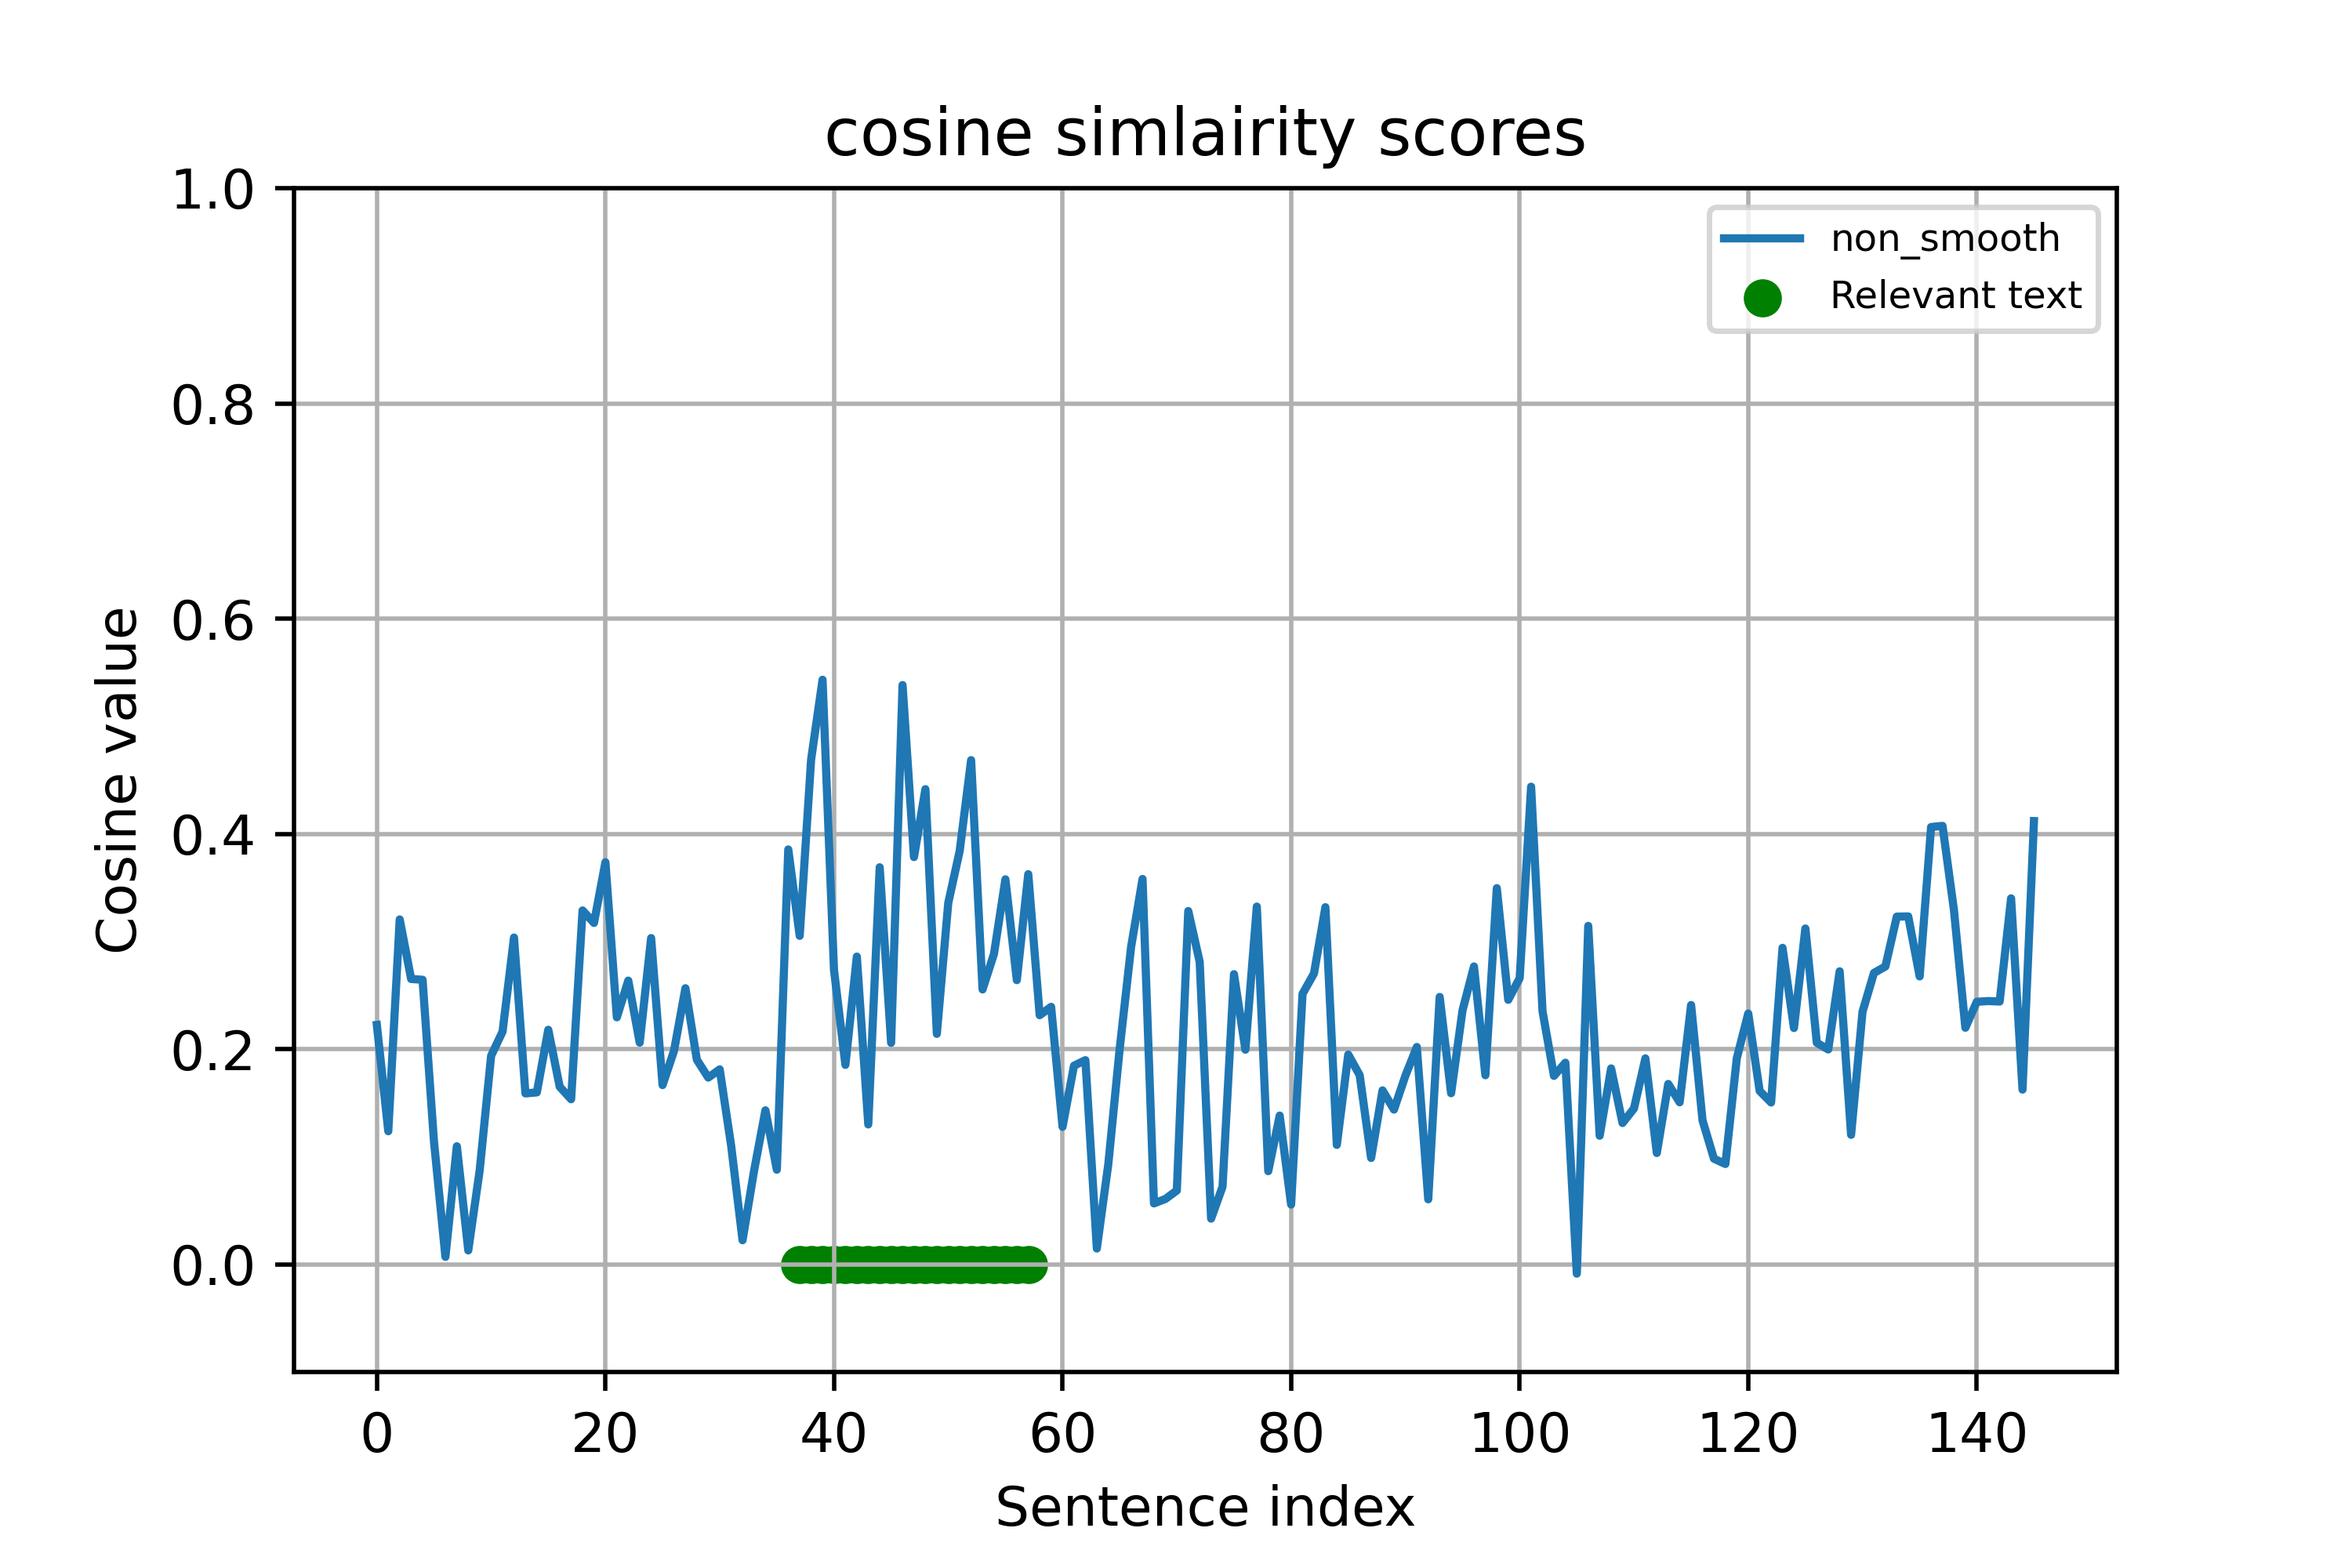 cosine simlairity scores
1.0
0.8
0.6
0.4
0.2
0.0
Cosine value
non_smooth
Relevant text
0 20 40 60 80 100 120 140
Sentence index